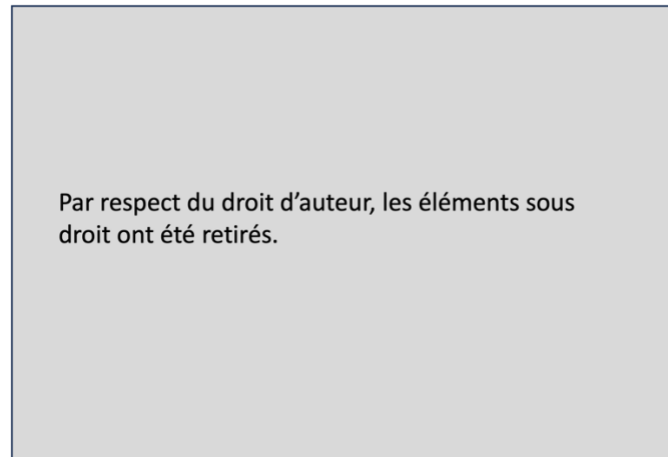 Par respect du droit d’auteur, les éléments sous
droit ont été retirés.